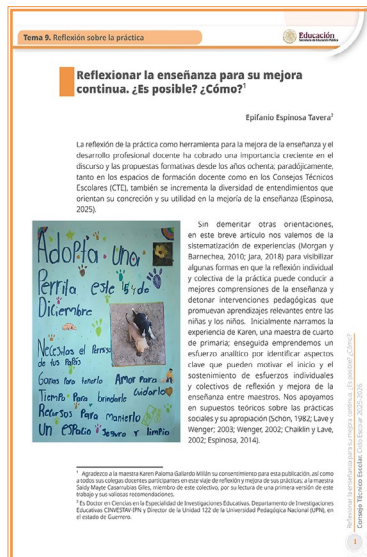 Tema 9. Reflexión sobre la práctica
Educación
Secretaría de Educación Pública
Reflexionar la enseñanza para su mejora
continua. ¿Es posible? ¿Cómo?1
Epifanio Espinosa Tavera2
La reflexión de la práctica como herramienta para la mejora de la enseñanza y el
desarrollo profesional docente ha cobrado una importancia creciente en el
discurso y las propuestas formativas desde los años ochenta; paradójicamente,
tanto en los espacios de formación docente como en los Consejos Técnicos
Escolares (CTE), también se incrementa la diversidad de entendimientos que
orientan su concreción y su utilidad en la mejoría de la enseñanza (Espinosa,
2025).
Adopta una
Perrita este 15 de
Diciembre
Necesitas el Permiso
de tus papás
Ganas para tenerlo Amor para
Tiempo Para brindarlo cuidarlo
Recursos Para Mantenerlo
Un espacio seguro y limpio
Sin demeritar otras orientaciones,
en este breve artículo nos valemos de la
sistematización de experiencias (Morgan y
Barnechea, 2010; Jara, 2018) para visibilizar
algunas formas en que la reflexión individual
y colectiva de la práctica puede conducir a
mejores comprensiones de la enseñanza y
detonar intervenciones pedagógicas que
promuevan aprendizajes relevantes entre las
niñas y los niños. Inicialmente narramos la
experiencia de Karen, una maestra de cuarto
de primaria; enseguida emprendemos un
esfuerzo analítico por identificar aspectos
clave que pueden motivar el inicio y el
sostenimiento de esfuerzos individuales
y colectivos de reflexión y mejora de la
enseñanza entre maestros. Nos apoyamos
en supuestos teóricos sobre las prácticas
sociales y su apropiación (Schön, 1982; Lave y
Wenger; 2003; Wenger, 2002; Chaiklin y Lave,
2002; Espinosa, 2014).
1 Agradezco a la maestra Karen Paloma Gallardo Millán su consentimiento para esta publicación, así como
a todos sus colegas docentes participantes en este viaje de reflexión y mejora de sus prácticas; a la maestra
Saidy Mayte Casarrubias Giles, miembro de este colectivo, por su lectura de una primera versión de este
trabajo y sus valiosas recomendaciones.
2 Es Doctor en Ciencias en la Especialidad de Investigaciones Educativas. Departamento de Investigaciones
Educativas CINVESTAV-IPN y Director de la Unidad 122 de la Universidad Pedagógica Nacional (UPN), en
el estado de Guerrero.
Reflexionar la enseñanza para su mejora continua. ¿Es posible? ¿Cómo?
Consejo Técnico Escolar. Ciclo Escolar 2025-2026
1